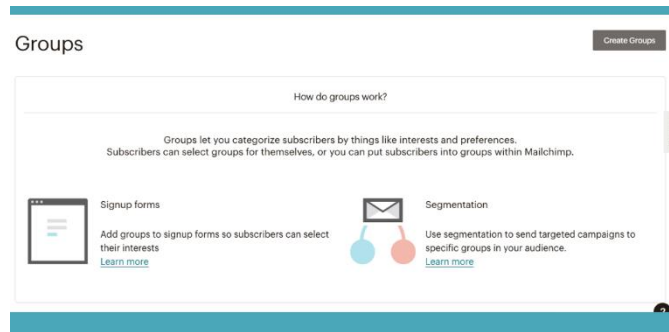 Groups
Create Groups
How do groups work?
Groups let you categorize subscribers by things like interests and preferences.
Subscribers can select groups for themselves, or you can put subscribers into groups within Mailchimp.
Signup forms
Add groups to signup forms so subscribers can select
their interests
Learn more
Segmentation
Use segmentation to send targeted campaigns to
specific groups in your audience.
Learn more